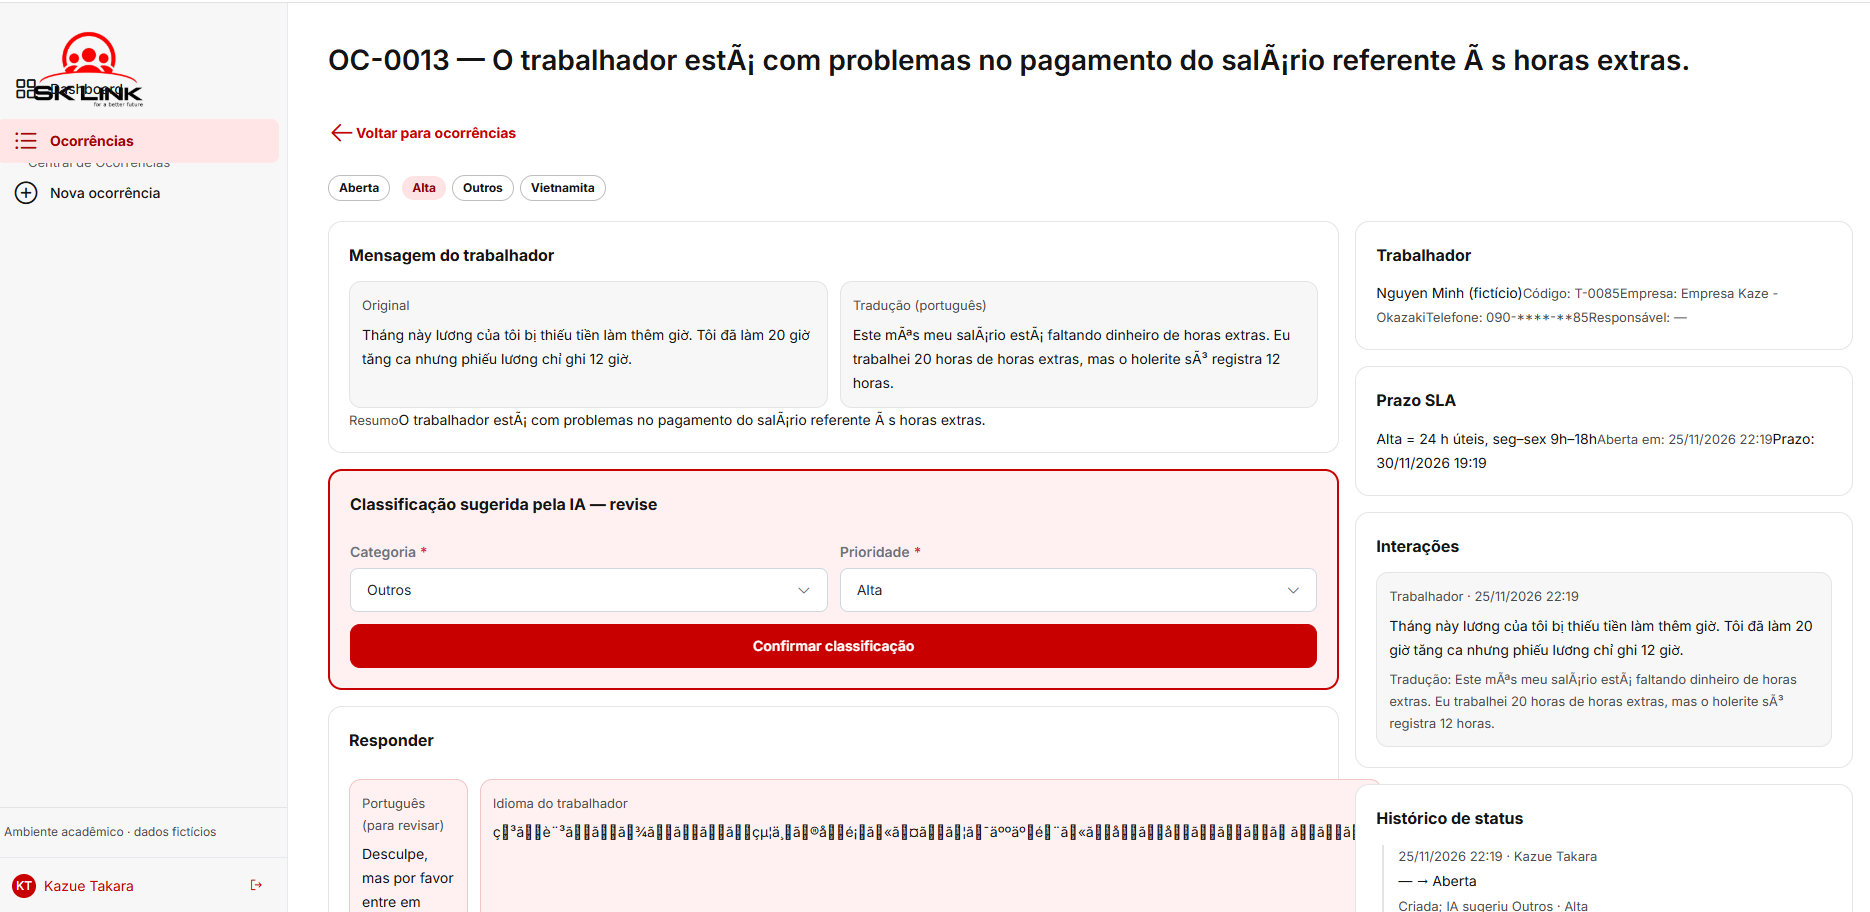 SK LINK
for a better future
Dashboard
Ocorrências
Central de Ocorrências
Nova ocorrência
Ambiente acadêmico · dados fictícios
KT Kazue Takara
OC-0013 — O trabalhador estÃ¡ com problemas no pagamento do salÃ¡rio referente Ã s horas extras.
Voltar para ocorrências
Aberta Alta Outros Vietnamita
Mensagem do trabalhador
Original
Tháng này lương của tôi bị thiếu tiền làm thêm giờ. Tôi đã làm 20 giờ
tăng ca nhưng phiếu lương chỉ ghi 12 giờ.
Tradução (português)
Este mÃªs meu salÃ¡rio estÃ¡ faltando dinheiro de horas extras. Eu
trabalhei 20 horas de horas extras, mas o holerite sÃ³ registra 12
horas.
ResumoO trabalhador estÃ¡ com problemas no pagamento do salÃ¡rio referente Ã s horas extras.
Classificação sugerida pela IA — revise
Categoria *
Outros
Prioridade *
Alta
Confirmar classificação
Responder
Português
(para revisar)
Desculpe,
mas por favor
entre em
Idioma do trabalhador
Trabalhador
Nguyen Minh (fictício)Código: T-0085Empresa: Empresa Kaze -
OkazakiTelefone: 090-****-**85Responsável: —
Prazo SLA
Alta = 24 h úteis, seg–sex 9h–18hAberta em: 25/11/2026 22:19Prazo:
30/11/2026 19:19
Interações
Trabalhador · 25/11/2026 22:19
Tháng này lương của tôi bị thiếu tiền làm thêm giờ. Tôi đã làm 20
giờ tăng ca nhưng phiếu lương chỉ ghi 12 giờ.
Tradução: Este mÃªs meu salÃ¡rio estÃ¡ faltando dinheiro de horas
extras. Eu trabalhei 20 horas de horas extras, mas o holerite sÃ³
registra 12 horas.
Histórico de status
25/11/2026 22:19 · Kazue Takara
— → Aberta
Criada; IA sugeriu Outros · Alta